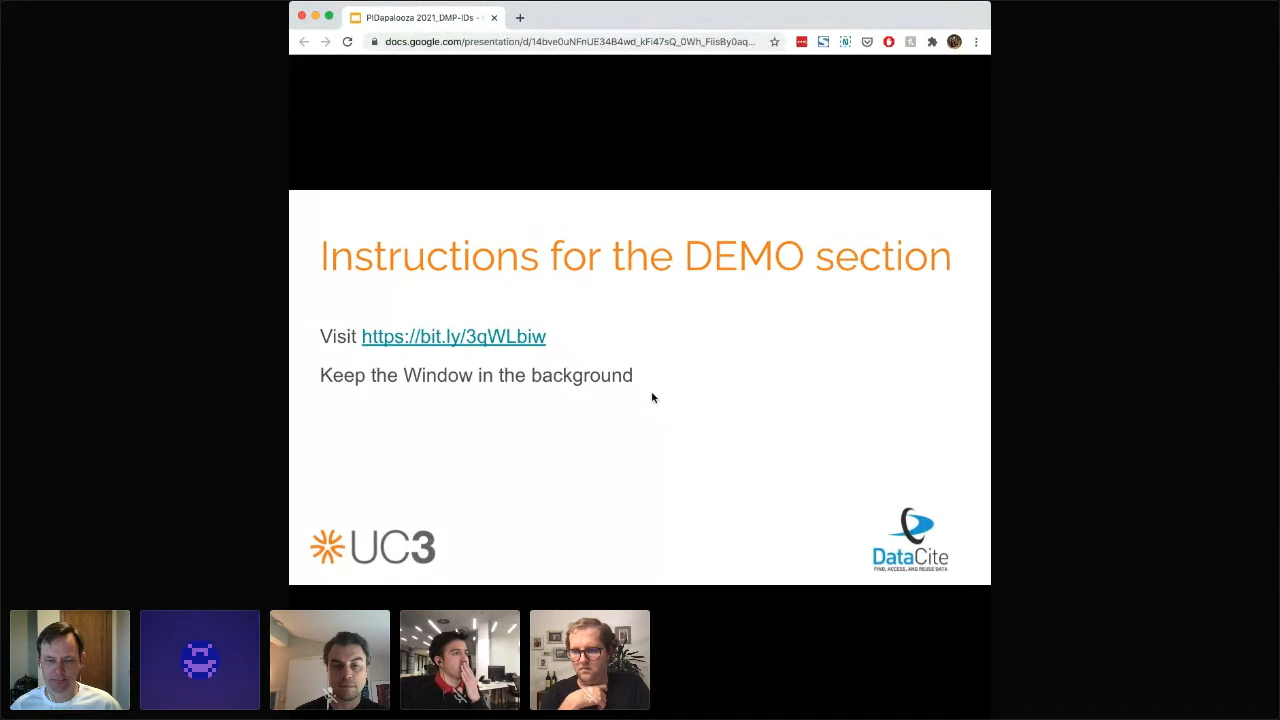 PIDapalooza 2021_DMP-IDs -
docs.google.com/presentation/d/14bve0uNFnUE34B4wd_kFi47sQ_0Wh_FiisBy0aq...
Instructions for the DEMO section
Visit https://bit.ly/3qWLbiw
Keep the Window in the background
UC3
DataCite
FIND, ACCESS, AND REUSE DATA